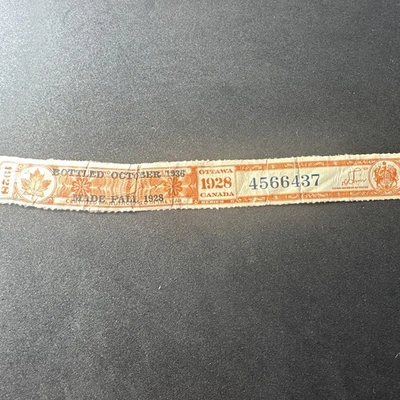 BOTTLED OCTOBER 1936
MADE FALL 1928
OTTAWA
1928
CANADA
4566437